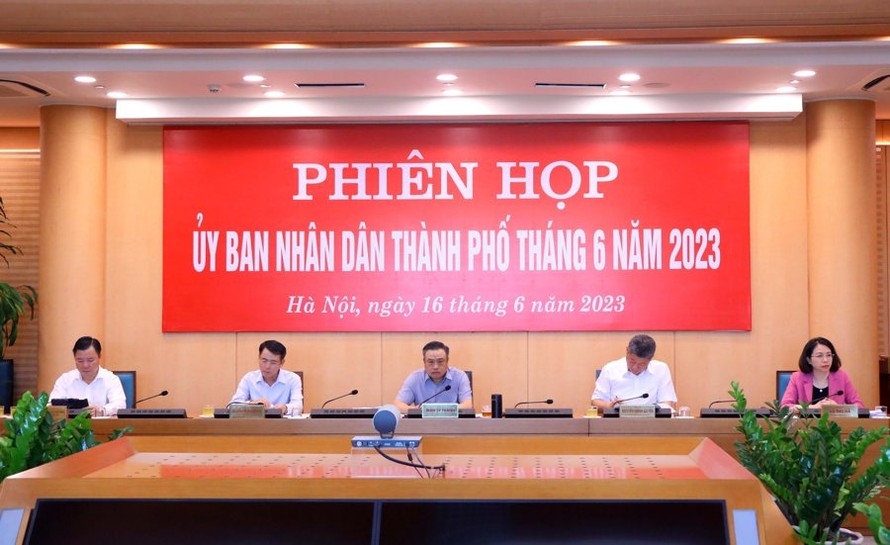 PHIÊN HỌP
ỦY BAN NHÂN DÂN THÀNH PHỐ THÁNG 6 NĂM 2023
Hà Nội, ngày 16 tháng 6 năm 2023